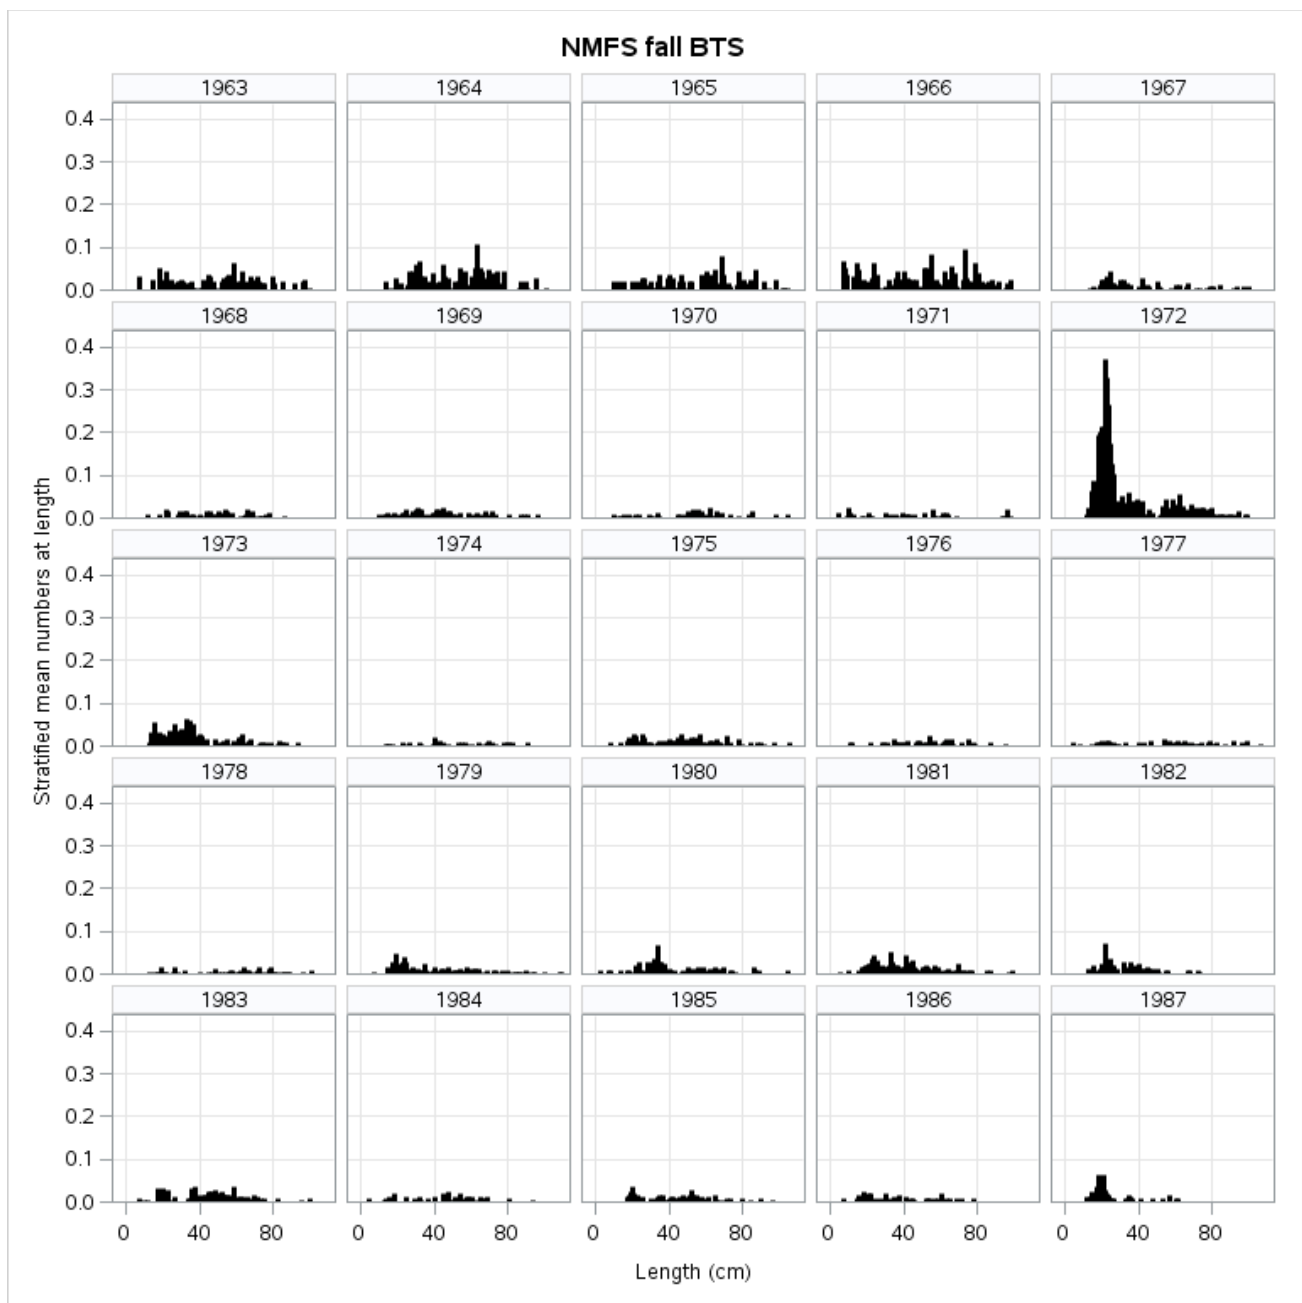 NMFS fall BTS
1963 1964 1965 1966 1967
0.4
0.3
0.2
0.1
0.0
1968 1969 1970 1971 1972
0.4
0.3
0.2
0.1
0.0
1973 1974 1975 1976 1977
0.4
0.3
0.2
0.1
0.0
1978 1979 1980 1981 1982
0.4
0.3
0.2
0.1
0.0
1983 1984 1985 1986 1987
0.4
0.3
0.2
0.1
0.0
0 40 80 0 40 80 0 40 80 0 40 80 0 40 80
Length (cm)
Stratified mean numbers at length